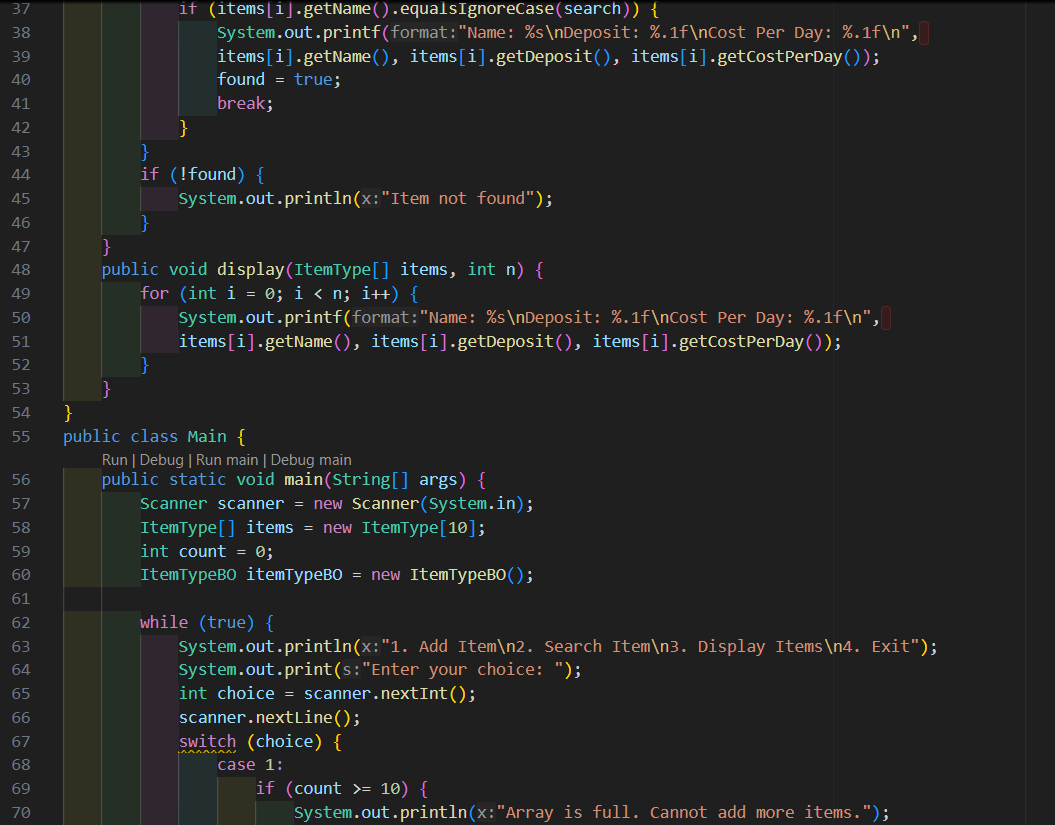 37 if (items[i].getName().equalsIgnoreCase(search)) {
38 System.out.printf(format:"Name: %s\nDeposit: %.1f\nCost Per Day: %.1f\n",
39 items[i].getName(), items[i].getDeposit(), items[i].getCostPerDay());
40 found = true;
41 break;
42 }
43 }
44 if (!found) {
45 System.out.println(x:"Item not found");
46 }
47 }
48 public void display(ItemType[] items, int n) {
49 for (int i = 0; i < n; i++) {
50 System.out.printf(format:"Name: %s\nDeposit: %.1f\nCost Per Day: %.1f\n",
51 items[i].getName(), items[i].getDeposit(), items[i].getCostPerDay());
52 }
53 }
54 }
55 public class Main {
Run | Debug | Run main | Debug main
56 public static void main(String[] args) {
57 Scanner scanner = new Scanner(System.in);
58 ItemType[] items = new ItemType[10];
59 int count = 0;
60 ItemTypeBO itemTypeBO = new ItemTypeBO();
61
62 while (true) {
63 System.out.println(x:"1. Add Item\n2. Search Item\n3. Display Items\n4. Exit");
64 System.out.print(s:"Enter your choice: ");
65 int choice = scanner.nextInt();
66 scanner.nextLine();
67 switch (choice) {
68 case 1:
69 if (count >= 10) {
70 System.out.println(x:"Array is full. Cannot add more items.");